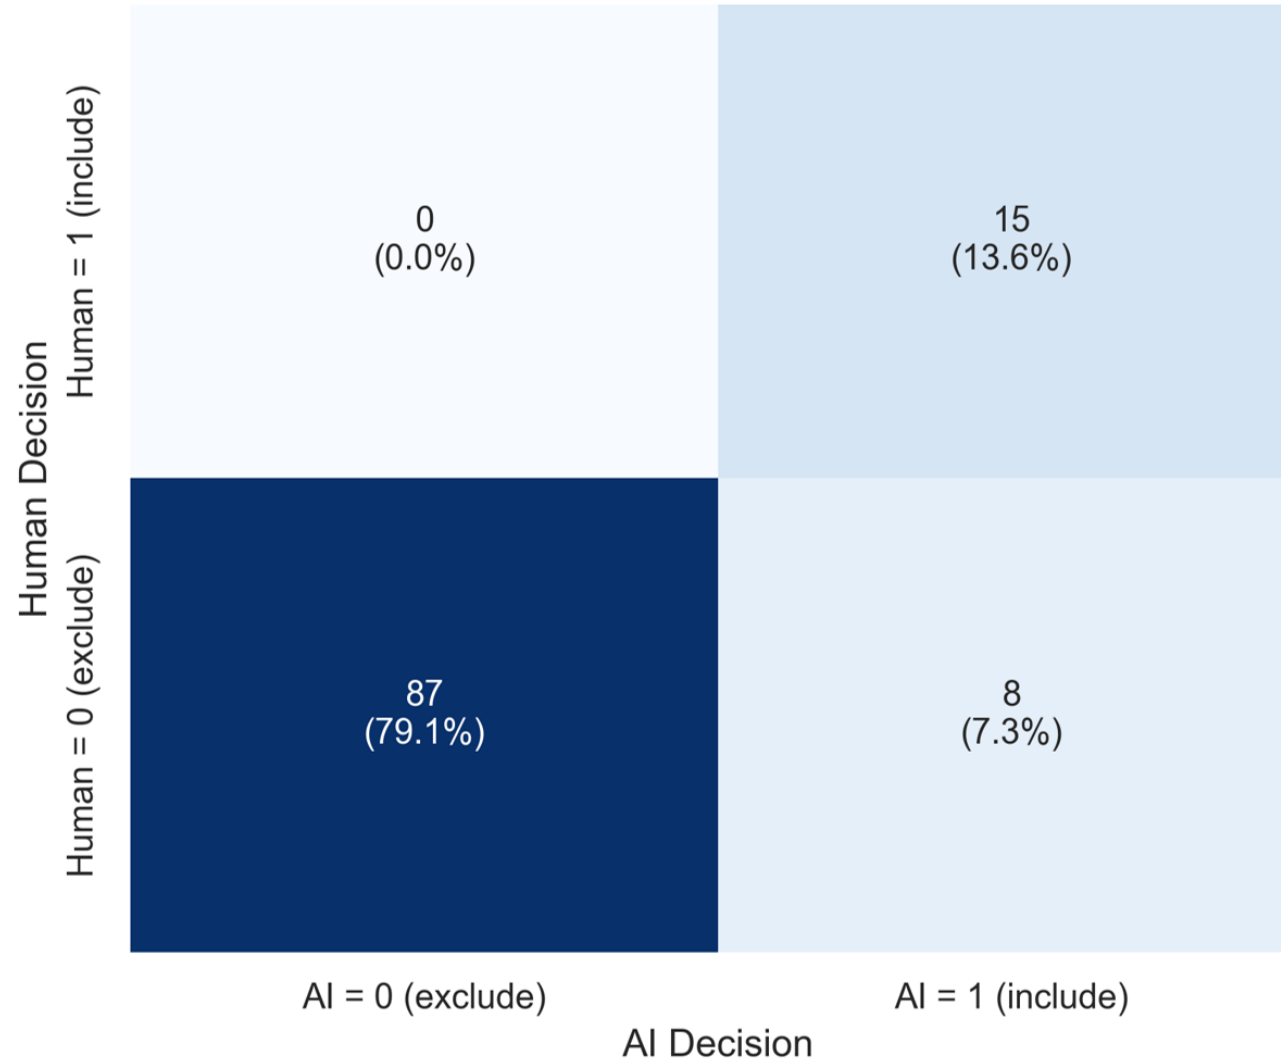 Human Decision
Human = 1 (include)
0
(0.0%)
15
(13.6%)
Human = 0 (exclude)
87
(79.1%)
8
(7.3%)
AI = 0 (exclude)
AI = 1 (include)
AI Decision